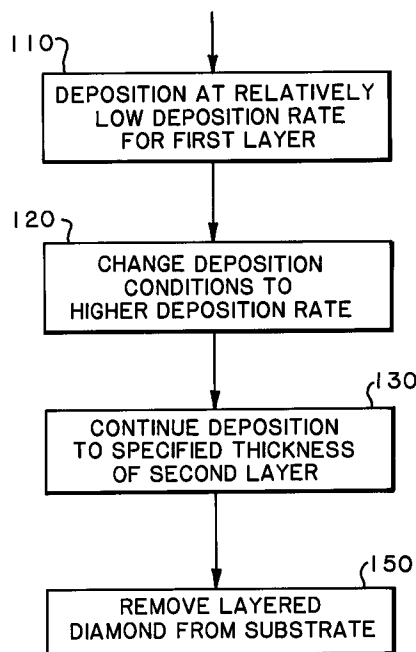 110
DEPOSITION AT RELATIVELY
LOW DEPOSITION RATE
FOR FIRST LAYER
120
CHANGE DEPOSITION
CONDITIONS TO
HIGHER DEPOSITION RATE
130
CONTINUE DEPOSITION
TO SPECIFIED THICKNESS
OF SECOND LAYER
150
REMOVE LAYERED
DIAMOND FROM SUBSTRATE